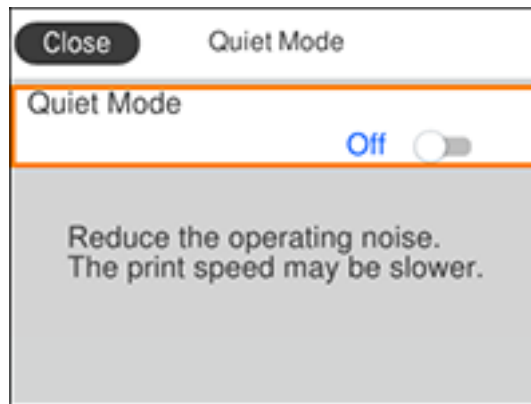 Close
Quiet Mode
Quiet Mode
Off
Reduce the operating noise.
The print speed may be slower.